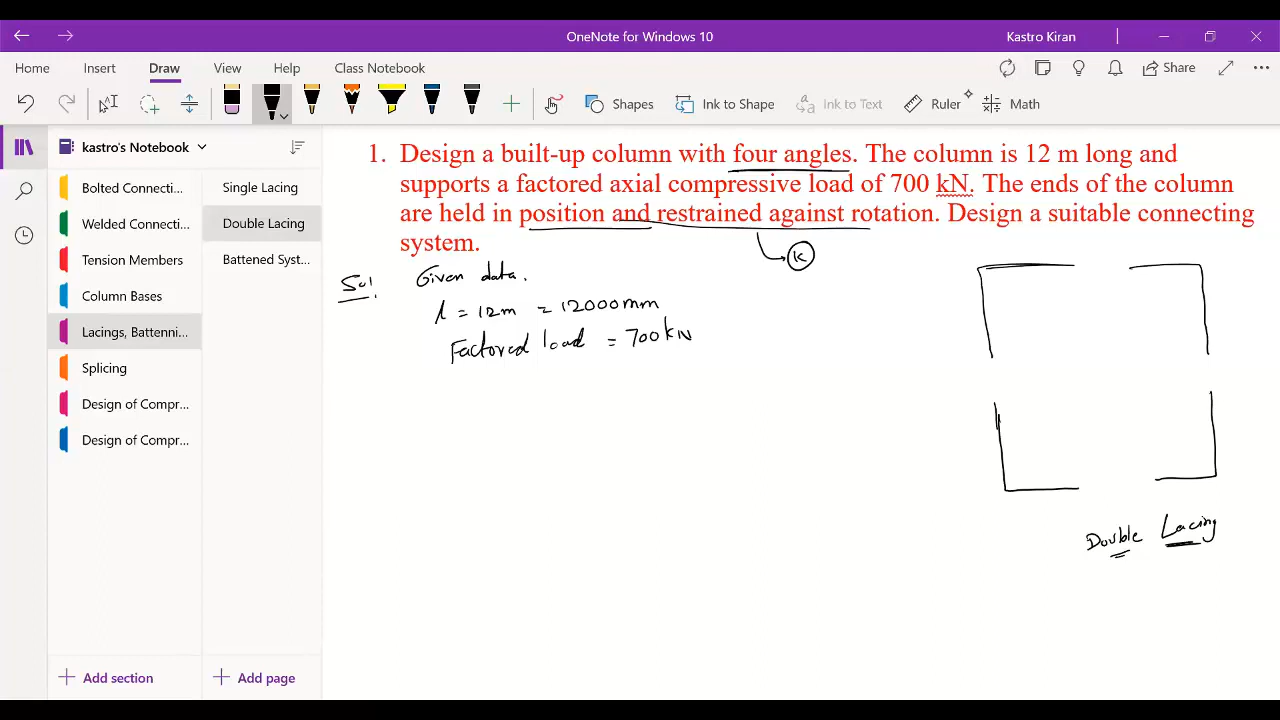 OneNote for Windows 10
Kastro Kiran
Home
Insert
Draw
View
Help
Class Notebook
Share
Shapes
Ink to Shape
Ink to Text
Ruler
Math
kastro's Notebook
Bolted Connecti...
Welded Connecti...
Tension Members
Column Bases
Lacings, Battenni...
Splicing
Design of Compr...
Design of Compr...
Single Lacing
Double Lacing
Battened Syst...
Add section
Add page
1. Design a built-up column with four angles. The column is 12 m long and
supports a factored axial compressive load of 700 kN. The ends of the column
are held in position and restrained against rotation. Design a suitable connecting
system.
K
Sol:
Given data.
l = 12m = 12000mm
Factored load = 700kN
Double Lacing